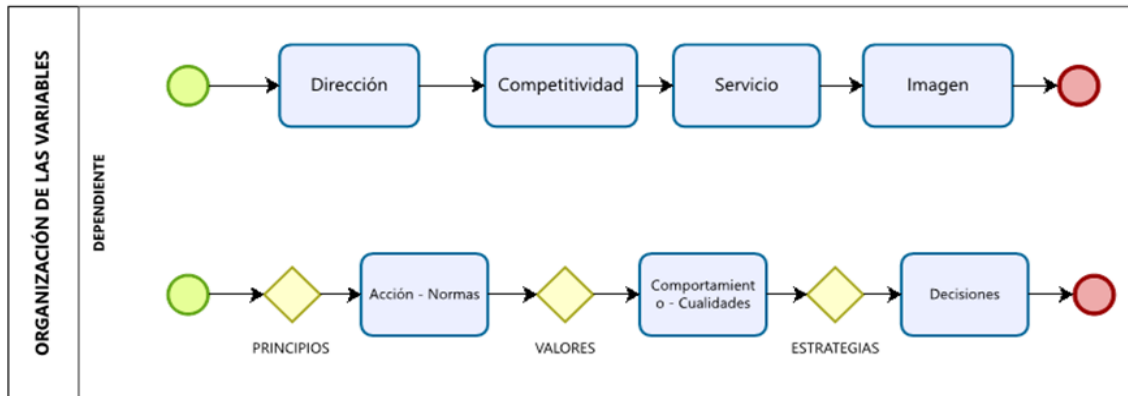 ORGANIZACIÓN DE LAS VARIABLES
DEPENDIENTE
Dirección
Competitividad
Servicio
Imagen
PRINCIPIOS
Acción - Normas
VALORES
Comportamient
o - Cualidades
ESTRATEGIAS
Decisiones